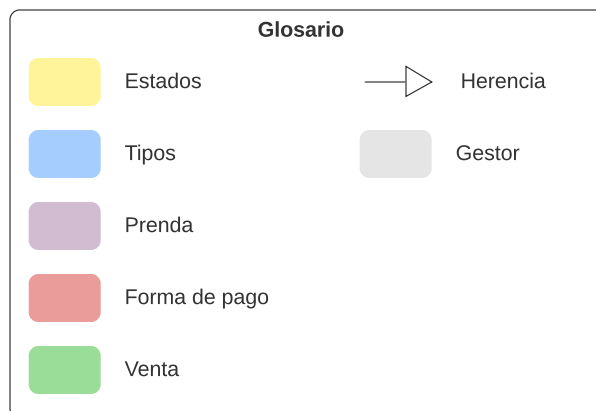 Glosario
Estados
Herencia
Tipos
Gestor
Prenda
Forma de pago
Venta